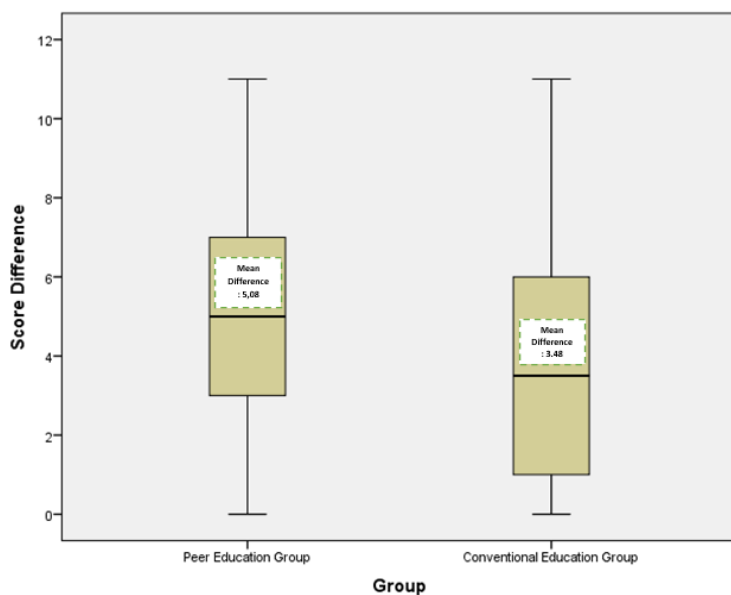 12
10
8
6
4
2
0
Score Difference
Mean
Difference
: 5,08
Mean
Difference
: 3.48
Peer Education Group
Conventional Education Group
Group